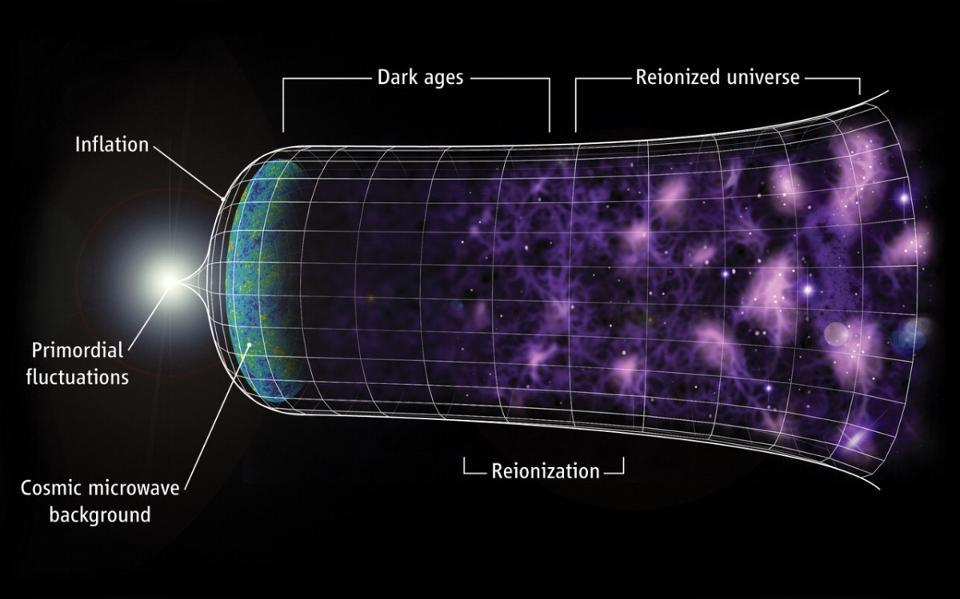 Dark ages
Reionized universe
Inflation
Primordial
fluctuations
Reionization
Cosmic microwave
background